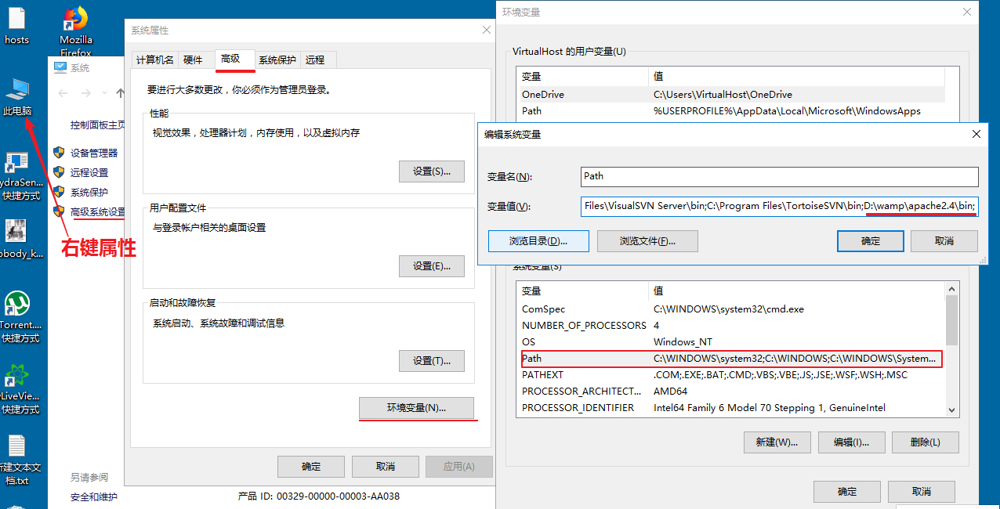 hosts
Mozilla
Firefox
此电脑
ydraSen...
快捷方式
obody_k...
Torrent....
快捷方式
LiveView...
快捷方式
新建文本文
档.txt
右键属性
系统
控制面板主页
设备管理器
远程设置
系统保护
高级系统设置
另请参阅
安全和维护
产品 ID: 00329-00000-00003-AA038
系统属性
计算机名
硬件
高级
系统保护
远程
要进行大多数更改，你必须作为管理员登录。
性能
视觉效果，处理器计划，内存使用，以及虚拟内存
设置(S)...
用户配置文件
与登录帐户相关的桌面设置
设置(E)...
启动和故障恢复
系统启动、系统故障和调试信息
设置(T)...
环境变量(N)...
确定
取消
应用(A)
环境变量
VirtualHost 的用户变量(U)
变量 值
OneDrive C:\Users\VirtualHost\OneDrive
Path %USERPROFILE%\AppData\Local\Microsoft\WindowsApps
编辑系统变量
变量名(N): Path
变量值(V): Files\VisualSVN Server\bin;C:\Program Files\TortoiseSVN\bin;D:\wamp\apache2.4\bin;
浏览目录(D)...
浏览文件(F)...
确定
取消
系统变量(S)
变量 值
ComSpec C:\WINDOWS\system32\cmd.exe
NUMBER_OF_PROCESSORS 4
OS Windows_NT
Path C:\WINDOWS\system32;C:\WINDOWS;C:\WINDOWS\System...
PATHEXT .COM;.EXE;.BAT;.CMD;.VBS;.VBE;.JS;.JSE;.WSF;.WSH;.MSC
PROCESSOR_ARCHITECT... AMD64
PROCESSOR_IDENTIFIER Intel64 Family 6 Model 70 Stepping 1, GenuineIntel
新建(W)...
编辑(I)...
删除(L)
确定
取消